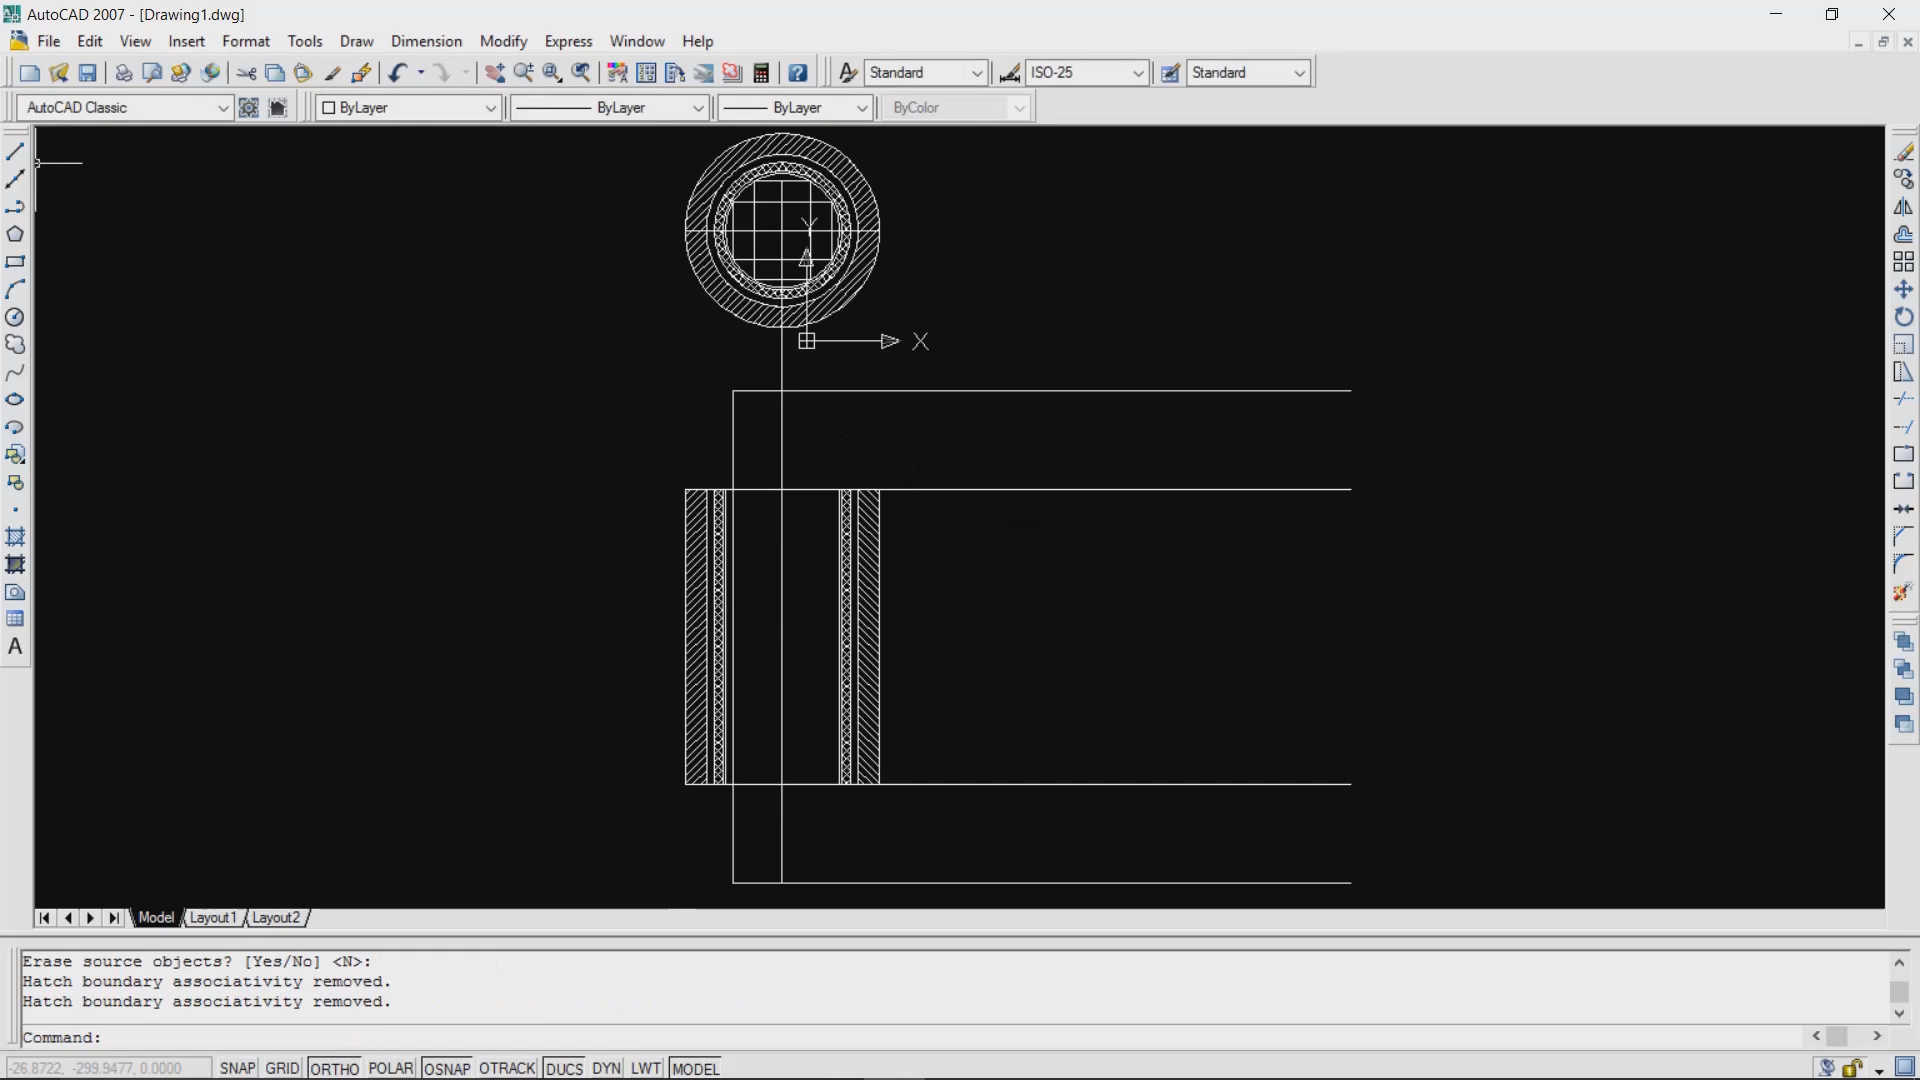 AutoCAD 2007 - [Drawing1.dwg]
File Edit View Insert Format Tools Draw Dimension Modify Express Window Help
Standard ISO-25 Standard
AutoCAD Classic ByLayer ByLayer ByLayer ByColor
Y
X
A
Model Layout1 Layout2
Erase source objects? [Yes/No] <N>:
Hatch boundary associativity removed.
Hatch boundary associativity removed.
Command:
-26.8722, -299.9477, 0.0000 SNAP GRID ORTHO POLAR OSNAP OTRACK DUCS DYN LWT MODEL